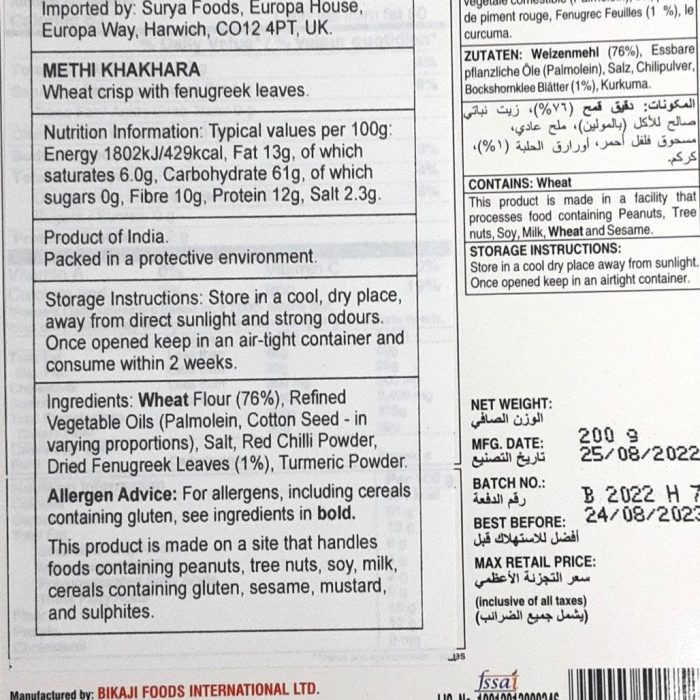 Imported by: Surya Foods, Europa House,
Europa Way, Harwich, CO12 4PT, UK.
METHI KHAKHARA
Wheat crisp with fenugreek leaves.
Nutrition Information: Typical values per 100g:
Energy 1802kJ/429kcal, Fat 13g, of which
saturates 6.0g, Carbohydrate 61g, of which
sugars 0g, Fibre 10g, Protein 12g, Salt 2.3g.
Product of India.
Packed in a protective environment.
Storage Instructions: Store in a cool, dry place,
away from direct sunlight and strong odours.
Once opened keep in an air-tight container and
consume within 2 weeks.
Ingredients: Wheat Flour (76%), Refined
Vegetable Oils (Palmolein, Cotton Seed - in
varying proportions), Salt, Red Chilli Powder,
Dried Fenugreek Leaves (1%), Turmeric Powder.
Allergen Advice: For allergens, including cereals
containing gluten, see ingredients in bold.
This product is made on a site that handles
foods containing peanuts, tree nuts, soy, milk,
cereals containing gluten, sesame, mustard,
and sulphites.
Manufactured by: BIKAJI FOODS INTERNATIONAL LTD.
de piment rouge, Fenugrec Feuilles (1 %), le
curcuma.
ZUTATEN: Weizenmehl (76%), Essbare
pflanzliche Öle (Palmolein), Salz, Chilipulver,
Bockshornklee Blätter (1%), Kurkuma.
المكونات: دقيق قمح (٧٦%)، زيت نباتي
صالح للأكل (بالمولين)، ملح عادي،
مسحوق فلفل أحمر، أوراق الحلبة (١%)،
كركم.
CONTAINS: Wheat
This product is made in a facility that
processes food containing Peanuts, Tree
nuts, Soy, Milk, Wheat and Sesame.
STORAGE INSTRUCTIONS:
Store in a cool dry place away from sunlight.
Once opened keep in an airtight container.
NET WEIGHT:
الوزن الصافي
200 g
MFG. DATE:
تاريخ التصنيع
25/08/2022
BATCH NO.:
رقم الدفعة
B 2022 H 7
BEST BEFORE:
أفضل للاستهلاك قبل
24/08/2023
MAX RETAIL PRICE:
سعر التجزئة الأعظمي
(inclusive of all taxes)
(يشمل جميع الضرائب)
fssai